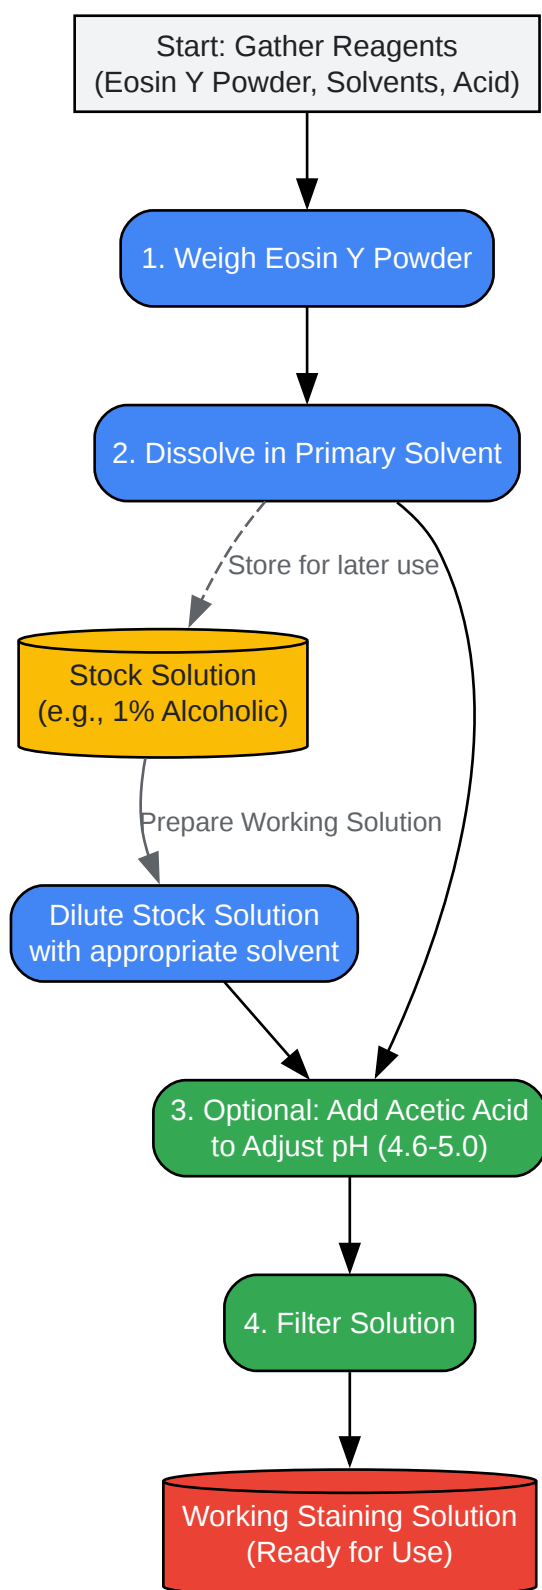 Start: Gather Reagents
(Eosin Y Powder, Solvents, Acid)
1. Weigh Eosin Y Powder
2. Dissolve in Primary Solvent
Store for later use
Stock Solution
(e.g., 1% Alcoholic)
Prepare Working Solution
Dilute Stock Solution
with appropriate solvent
3. Optional: Add Acetic Acid
to Adjust pH (4.6-5.0)
4. Filter Solution
Working Staining Solution
(Ready for Use)